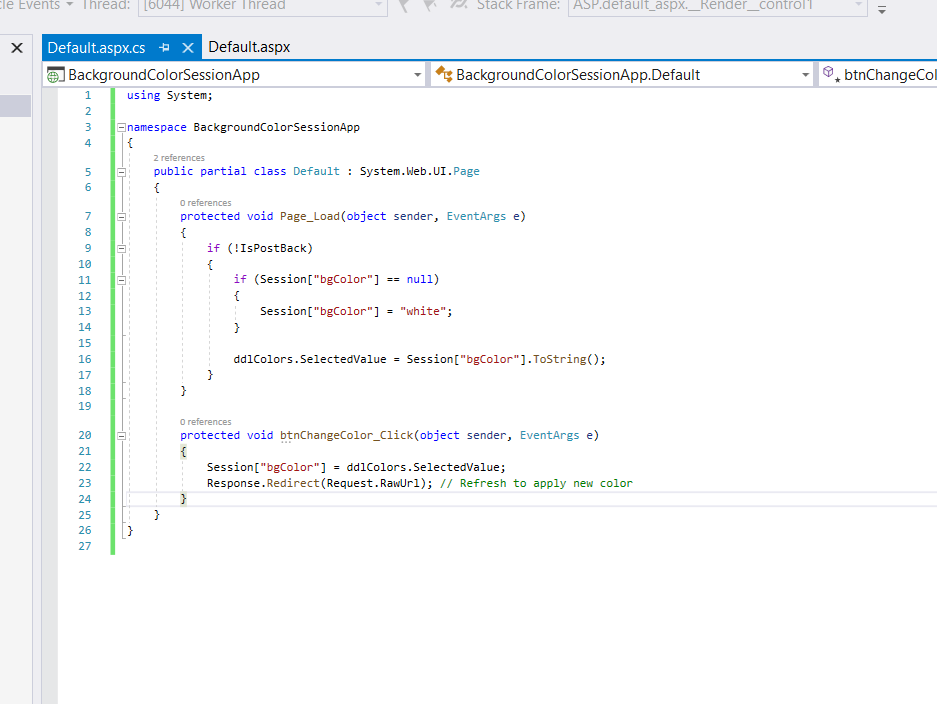 cle Events Thread: [6044] Worker Thread Stack Frame: ASP.default_aspx.__Render__control1
Default.aspx.cs Default.aspx
BackgroundColorSessionApp BackgroundColorSessionApp.Default btnChangeCol
1 using System;
2
3 namespace BackgroundColorSessionApp
4 {
2 references
5 public partial class Default : System.Web.UI.Page
6 {
0 references
7 protected void Page_Load(object sender, EventArgs e)
8 {
9 if (!IsPostBack)
10 {
11 if (Session["bgColor"] == null)
12 {
13 Session["bgColor"] = "white";
14 }
15
16 ddlColors.SelectedValue = Session["bgColor"].ToString();
17 }
18 }
19
0 references
20 protected void btnChangeColor_Click(object sender, EventArgs e)
21 {
22 Session["bgColor"] = ddlColors.SelectedValue;
23 Response.Redirect(Request.RawUrl); // Refresh to apply new color
24 }
25 }
26 }
27